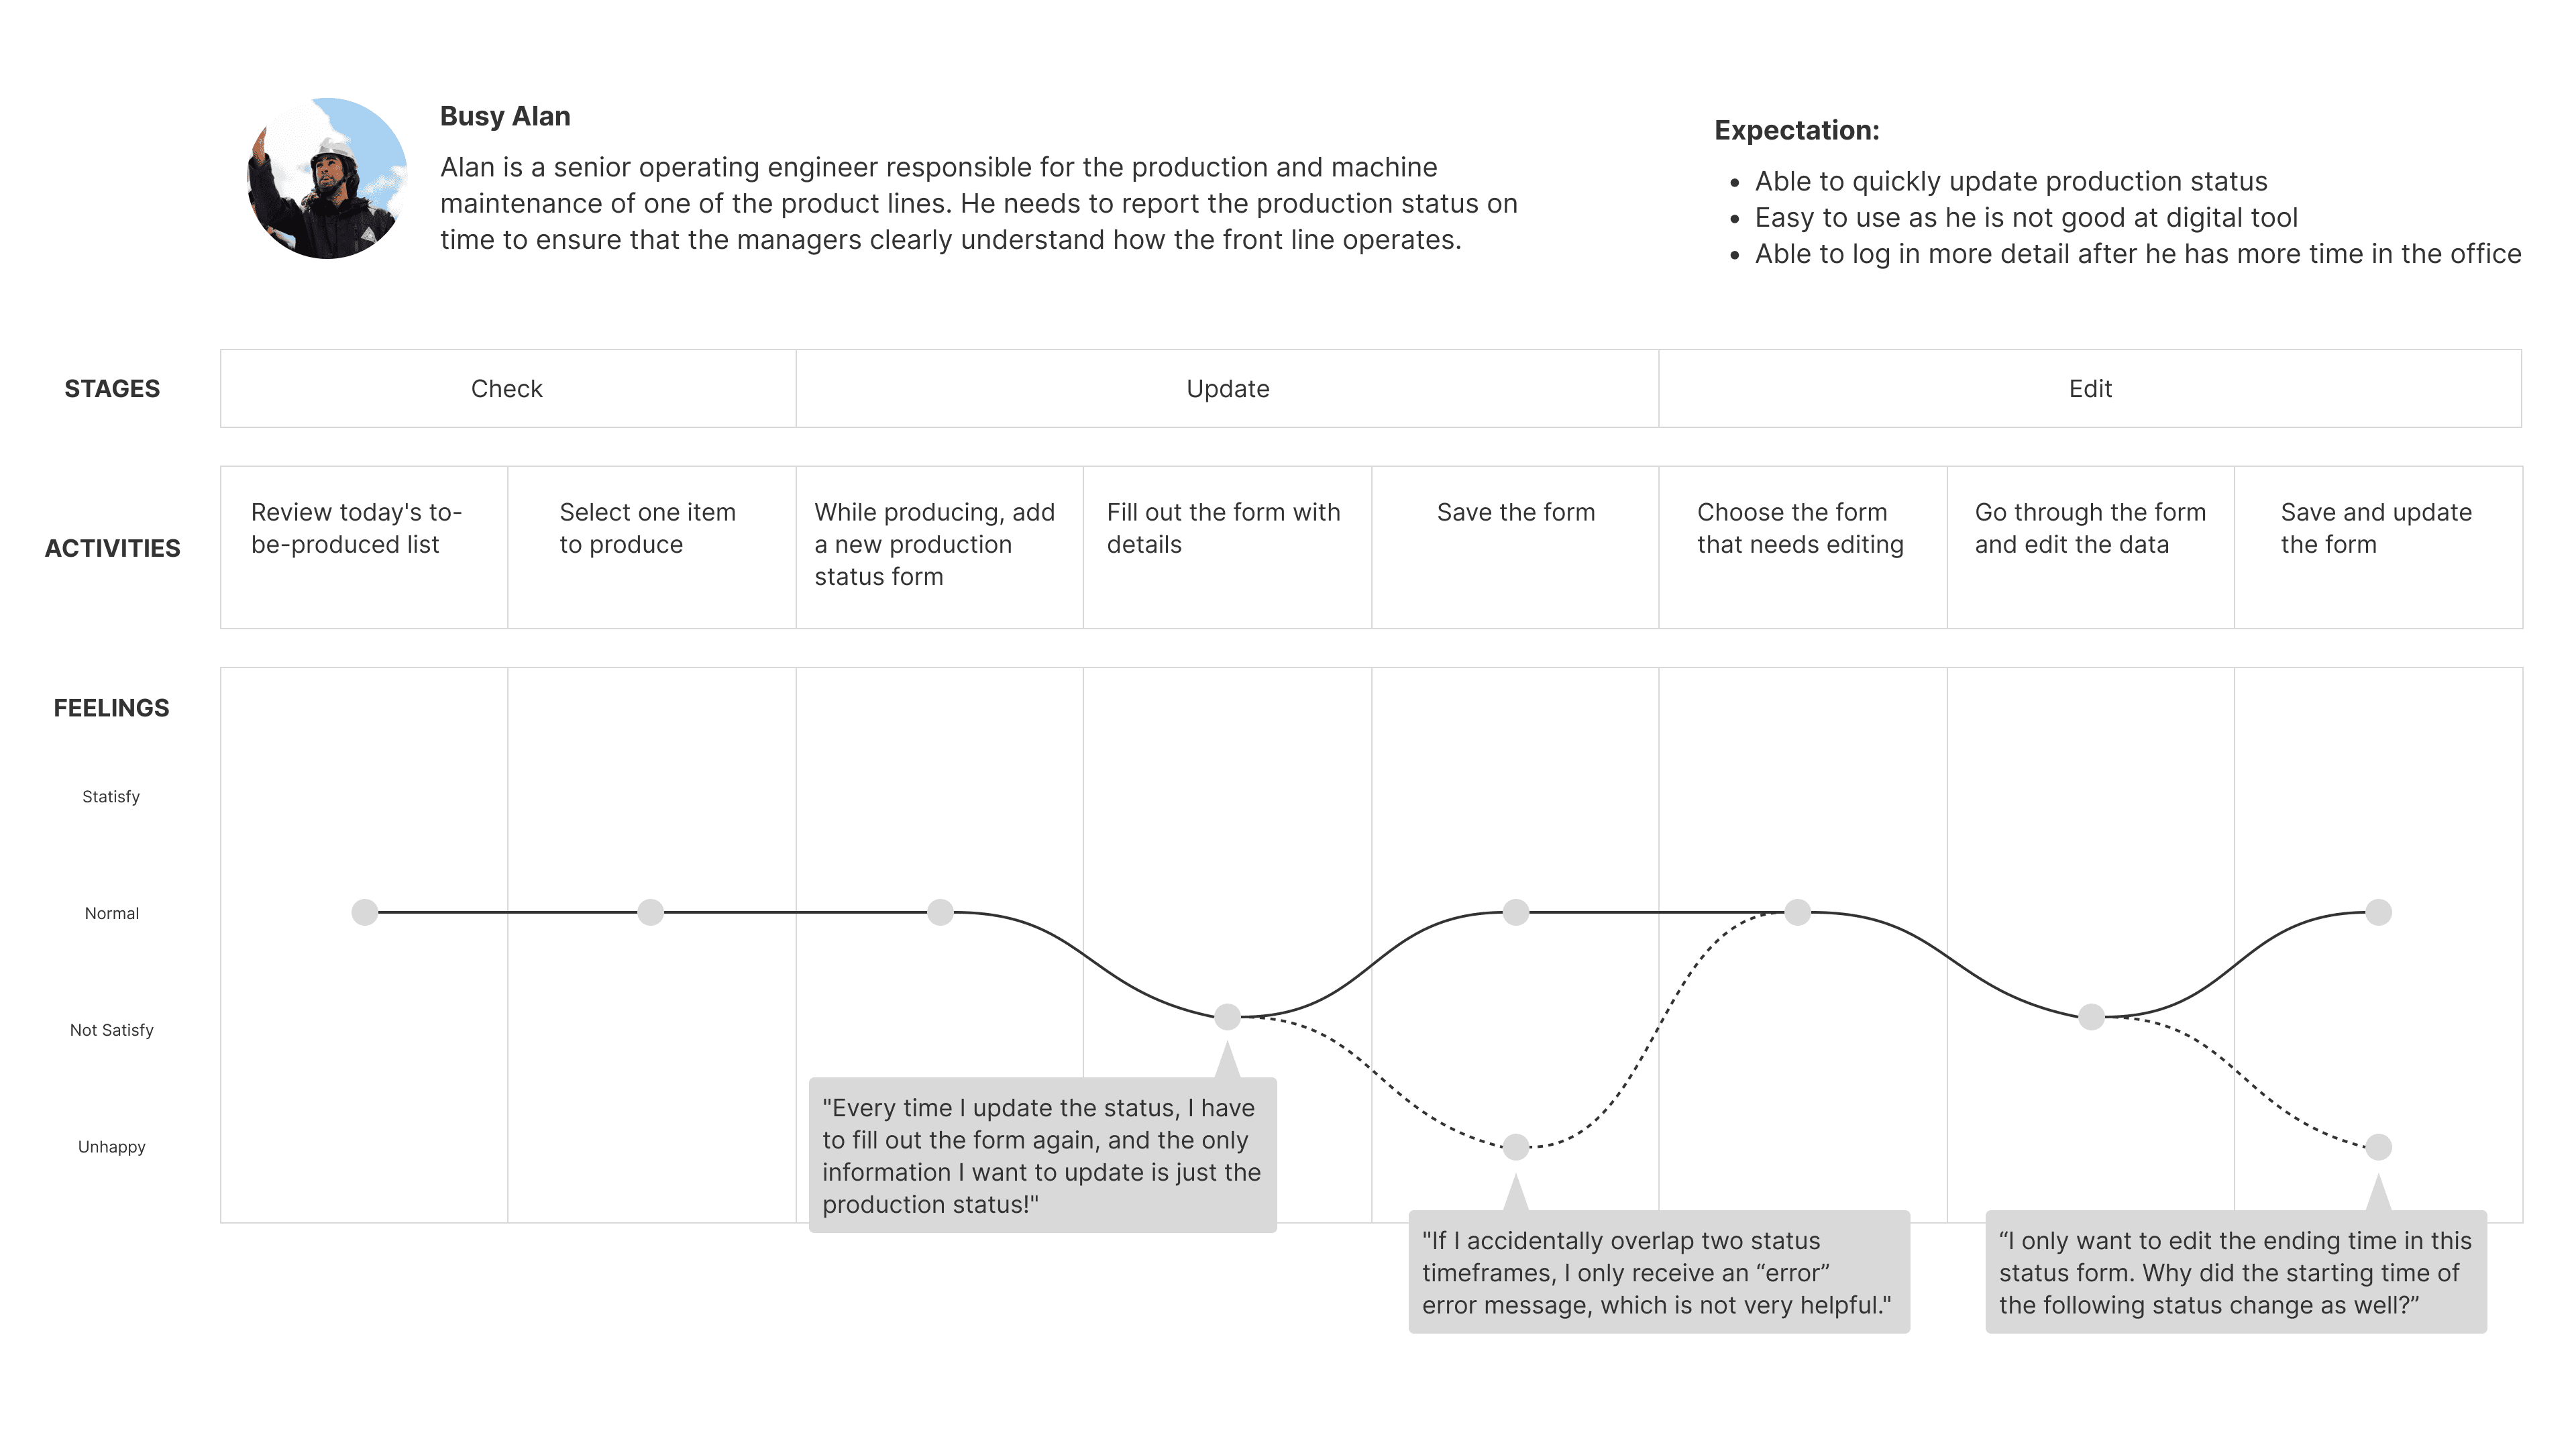 Busy Alan
Alan is a senior operating engineer responsible for the production and machine
maintenance of one of the product lines. He needs to report the production status on
time to ensure that the managers clearly understand how the front line operates.
Expectation:
• Able to quickly update production status
• Easy to use as he is not good at digital tool
• Able to log in more detail after he has more time in the office
STAGES
Check
Update
Edit
ACTIVITIES
Review today's to-
be-produced list
Select one item
to produce
While producing, add
a new production
status form
Fill out the form with
details
Save the form
Choose the form
that needs editing
Go through the form
and edit the data
Save and update
the form
FEELINGS
Statisfy
Normal
Not Satisfy
Unhappy
"Every time I update the status, I have
to fill out the form again, and the only
information I want to update is just the
production status!"
"If I accidentally overlap two status
timeframes, I only receive an “error”
error message, which is not very helpful."
“I only want to edit the ending time in this
status form. Why did the starting time of
the following status change as well?”